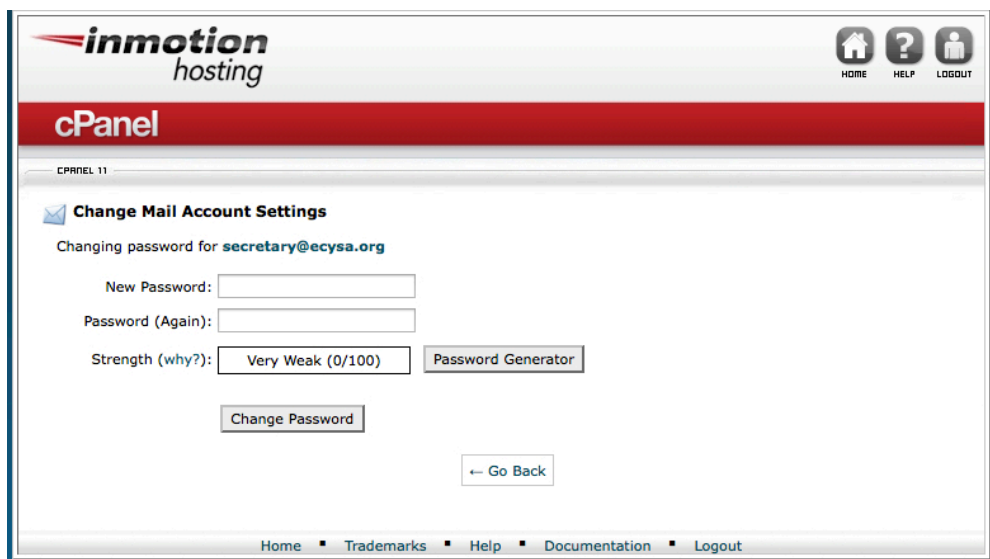 inmotion
hosting
HOME HELP LOGOUT
cPanel
CPANEL 11
Change Mail Account Settings
Changing password for secretary@ecysa.org
New Password:
Password (Again):
Strength (why?): Very Weak (0/100) Password Generator
Change Password
← Go Back
Home ▪ Trademarks ▪ Help ▪ Documentation ▪ Logout